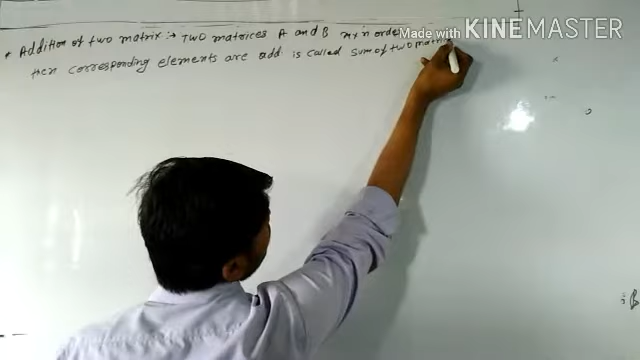 * Addition of two matrix :→ Two matrices A and B m×n order
then corresponding elements are add is called sum of two matrix
Made with KINEMASTER